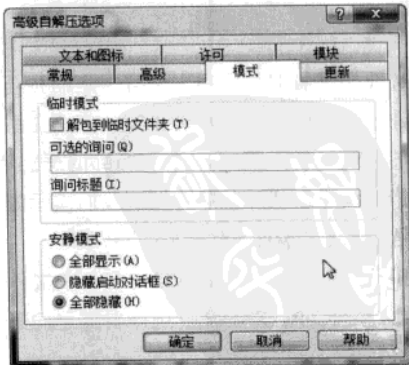 高级自解压选项
文本和图标 许可 模块
常规 高级 模式 更新
临时模式
解包到临时文件夹(T)
可选的询问(Q)
询问标题(I)
安静模式
全部显示(A)
隐藏启动对话框(S)
全部隐藏(H)
确定 取消 帮助